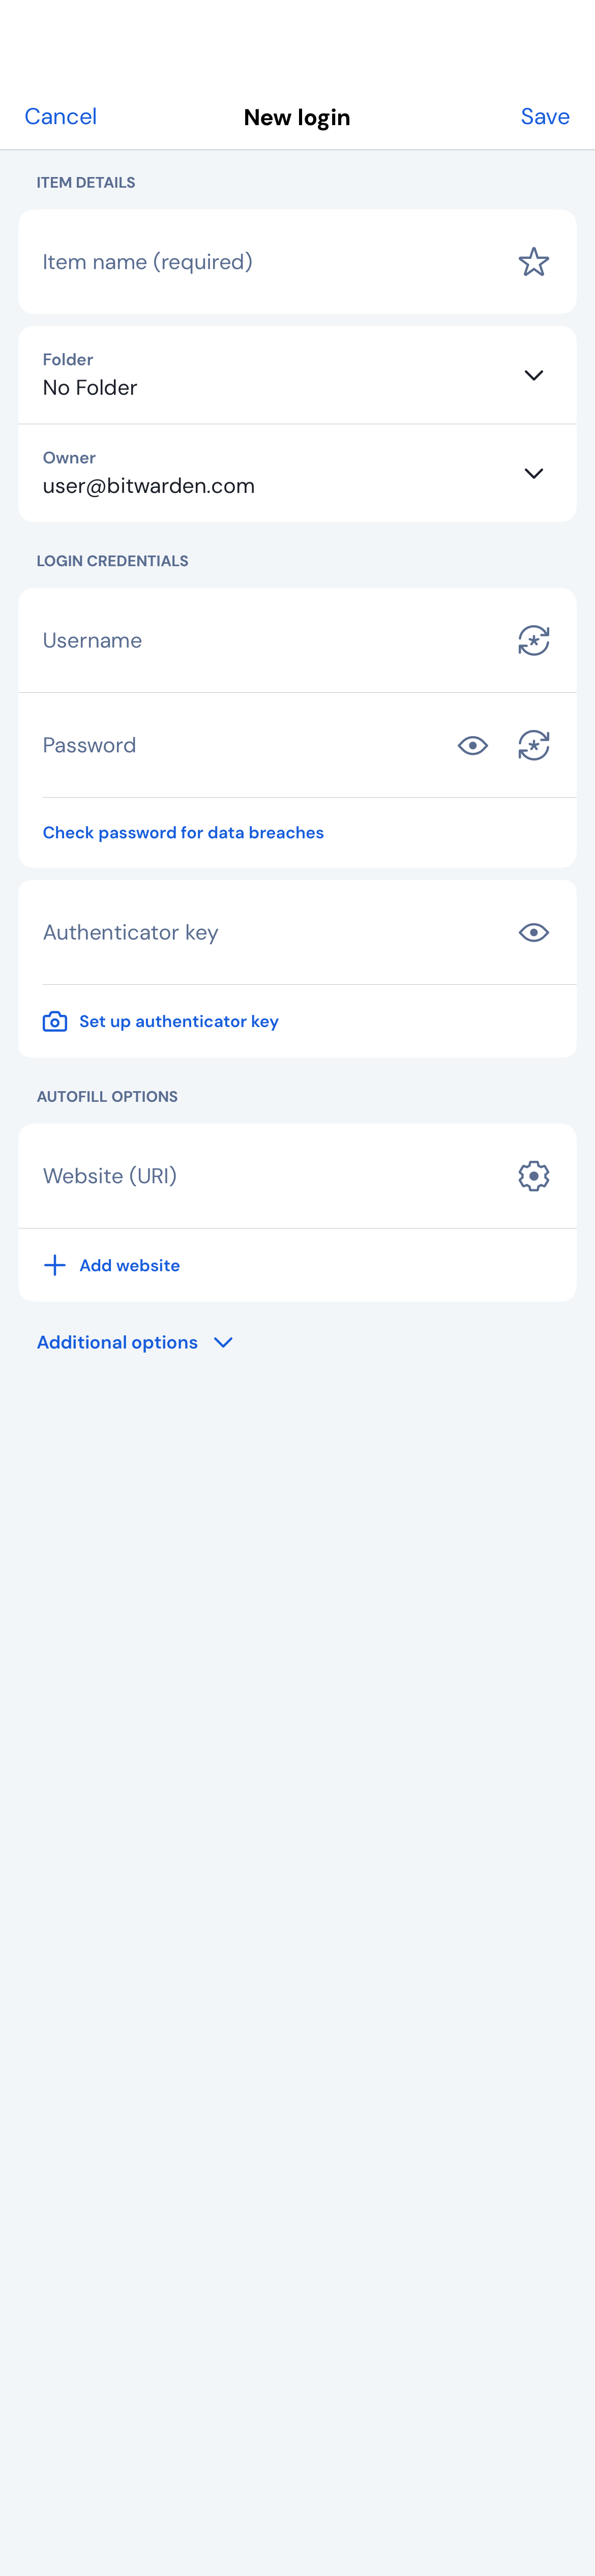 Cancel
New login
Save
ITEM DETAILS
Item name (required)
Folder
No Folder
Owner
user@bitwarden.com
LOGIN CREDENTIALS
Username
Password
Check password for data breaches
Authenticator key
Set up authenticator key
AUTOFILL OPTIONS
Website (URI)
Add website
Additional options